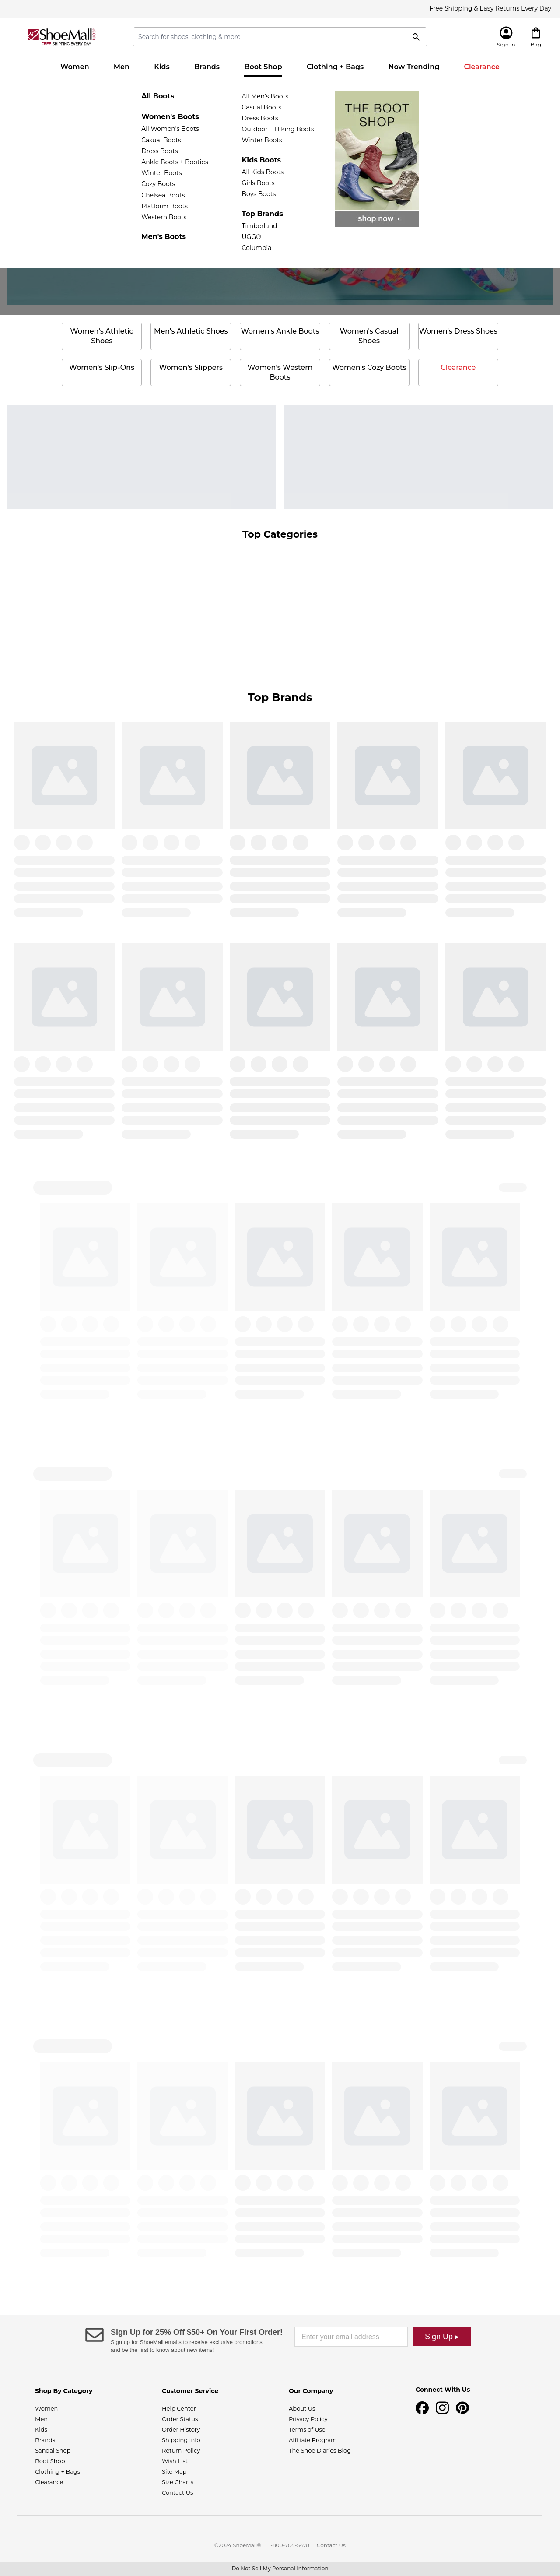 Free Shipping & Easy Returns Every Day
ShoeMall
FREE SHIPPING EVERY DAY
Search for shoes, clothing & more
Sign In
Bag
Women
Men
Kids
Brands
Boot Shop
Clothing + Bags
Now Trending
Clearance
All Boots
Women's Boots
All Women's Boots
Casual Boots
Dress Boots
Ankle Boots + Booties
Winter Boots
Cozy Boots
Chelsea Boots
Platform Boots
Western Boots
Men's Boots
All Men's Boots
Casual Boots
Dress Boots
Outdoor + Hiking Boots
Winter Boots
Kids Boots
All Kids Boots
Girls Boots
Boys Boots
Top Brands
Timberland
UGG®
Columbia
THE BOOT
SHOP
shop now
Women's Athletic
Shoes
Men's Athletic Shoes
Women's Ankle Boots
Women's Casual
Shoes
Women's Dress Shoes
Women's Slip-Ons
Women's Slippers
Women's Western
Boots
Women's Cozy Boots
Clearance
Top Categories
Top Brands
Sign Up for 25% Off $50+ On Your First Order!
Sign up for ShoeMall emails to receive exclusive promotions
and be the first to know about new items!
Enter your email address
Sign Up ▸
Shop By Category
Women
Men
Kids
Brands
Sandal Shop
Boot Shop
Clothing + Bags
Clearance
Customer Service
Help Center
Order Status
Order History
Shipping Info
Return Policy
Wish List
Site Map
Size Charts
Contact Us
Our Company
About Us
Privacy Policy
Terms of Use
Affiliate Program
The Shoe Diaries Blog
Connect With Us
©2024 ShoeMall® | 1-800-704-5478 | Contact Us
Do Not Sell My Personal Information